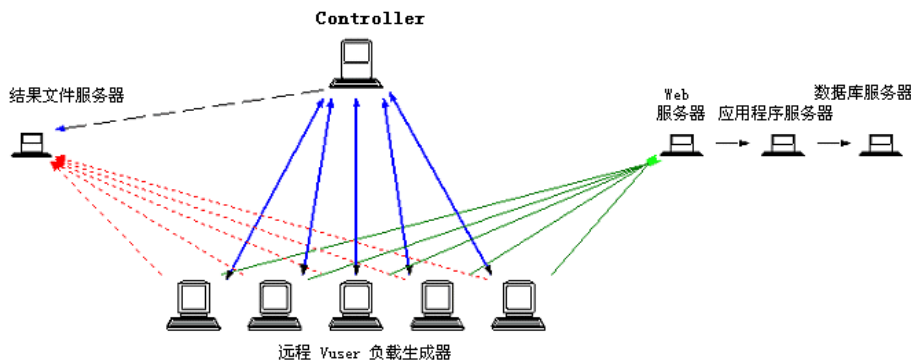 Controller
结果文件服务器
Web
服务器
应用程序服务器
数据库服务器
远程 Vuser 负载生成器